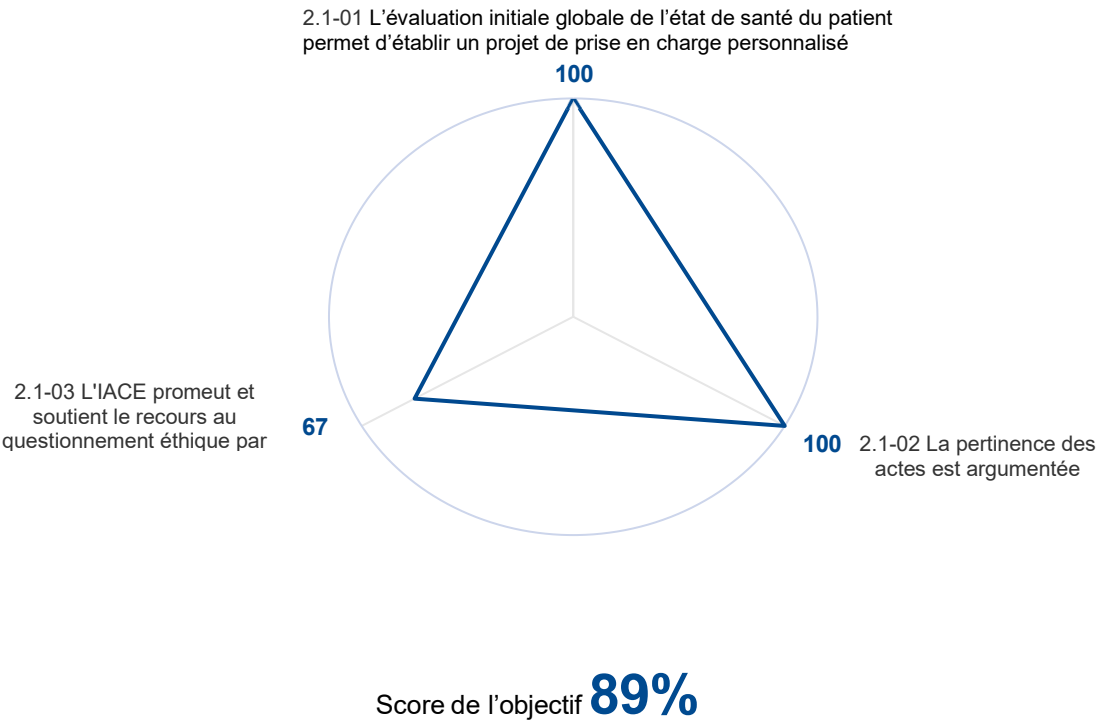 2.1-01 L’évaluation initiale globale de l’état de santé du patient
permet d’établir un projet de prise en charge personnalisé
100
2.1-03 L'IACE promeut et
soutient le recours au
questionnement éthique par
67
100
2.1-02 La pertinence des
actes est argumentée
Score de l’objectif 89%